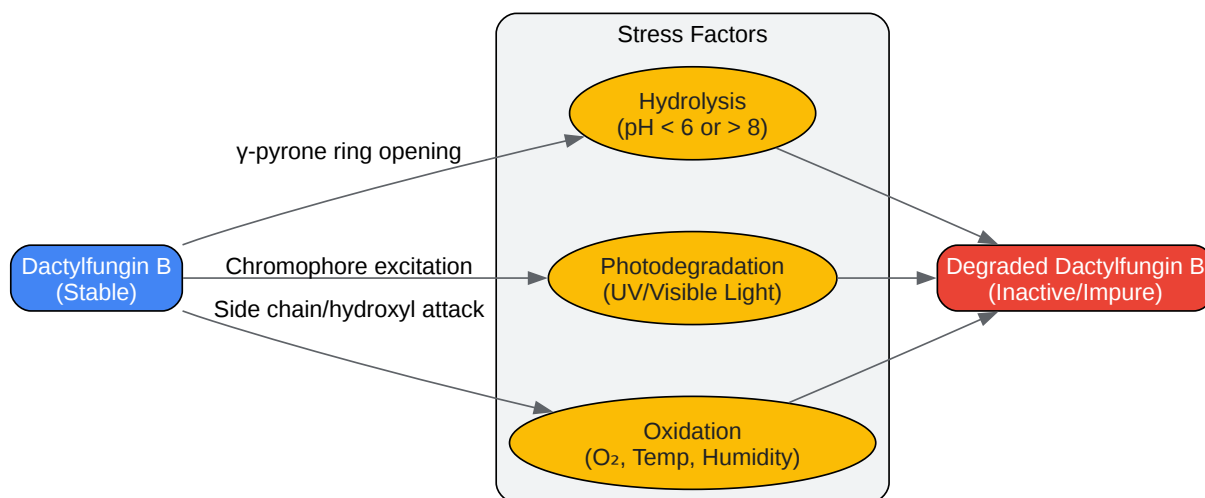 Stress Factors
Hydrolysis
(pH < 6 or > 8)
γ-pyrone ring opening
Dactylfungin B
(Stable)
Chromophore excitation
Photodegradation
(UV/Visible Light)
Degraded Dactylfungin B
(Inactive/Impure)
Side chain/hydroxyl attack
Oxidation
(O₂, Temp, Humidity)